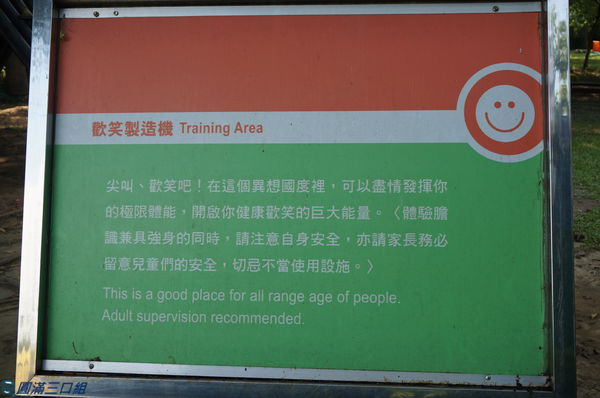 歡笑製造機 Training Area
尖叫、歡笑吧！在這個異想國度裡，可以盡情發揮你
的極限體能，開啟你健康歡笑的巨大能量。〈體驗膽
識兼具強身的同時，請注意自身安全，亦請家長務必
留意兒童們的安全，切忌不當使用設施。〉
This is a good place for all range age of people.
Adult supervision recommended.
圓滿三口組